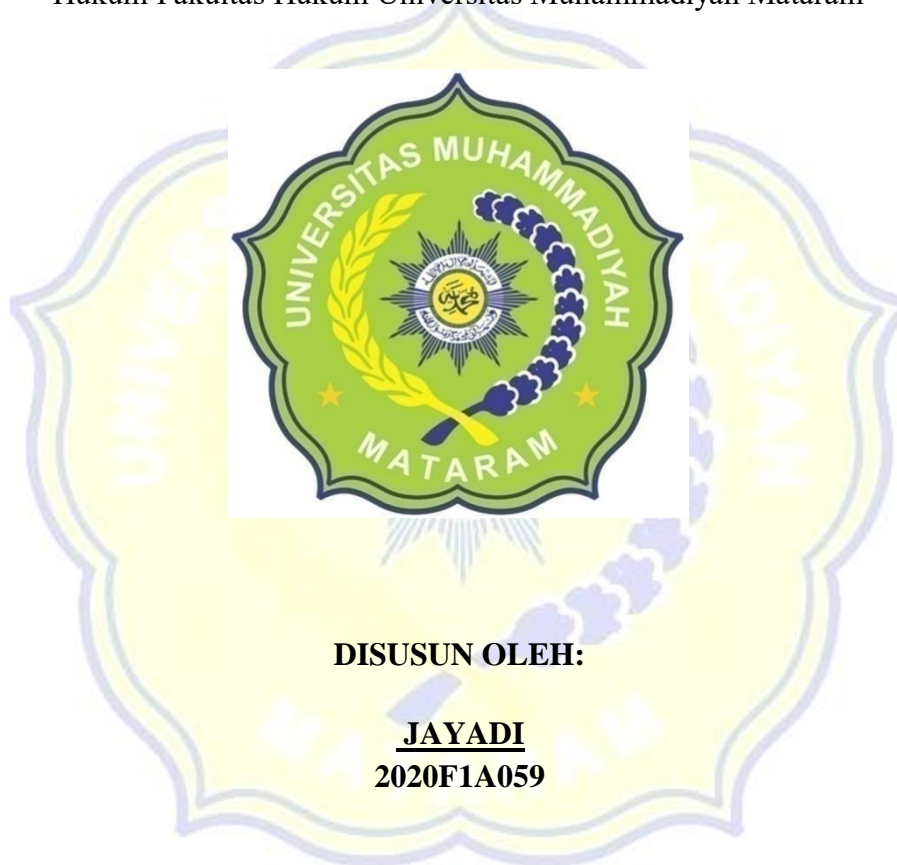 Hukum Fakultas Hukum Universitas Muhammadiyah Mataram
UNIVERSITAS MUHAMMADIYAH
MATARAM
DISUSUN OLEH:
JAYADI
2020F1A059